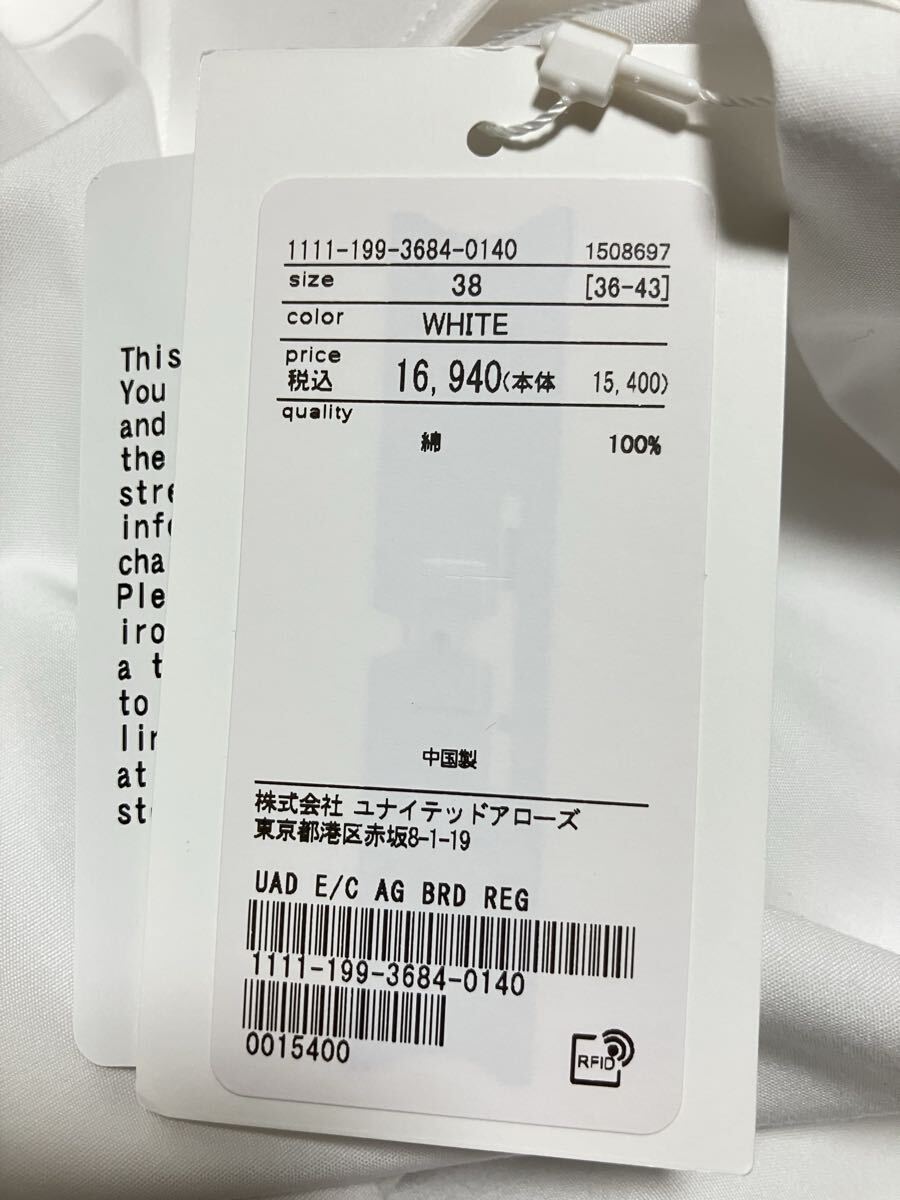 1111-199-3684-0140 1508697
size 38 [36-43]
color WHITE
price
税込 16,940(本体 15,400)
quality
綿 100%
中国製
株式会社 ユナイテッドアローズ
東京都港区赤坂8-1-19
UAD E/C AG BRD REG
1111-199-3684-0140
0015400
RFID
This
You
and
the
stre
info
cha
Ple
iro
a t
to
lin
at
st